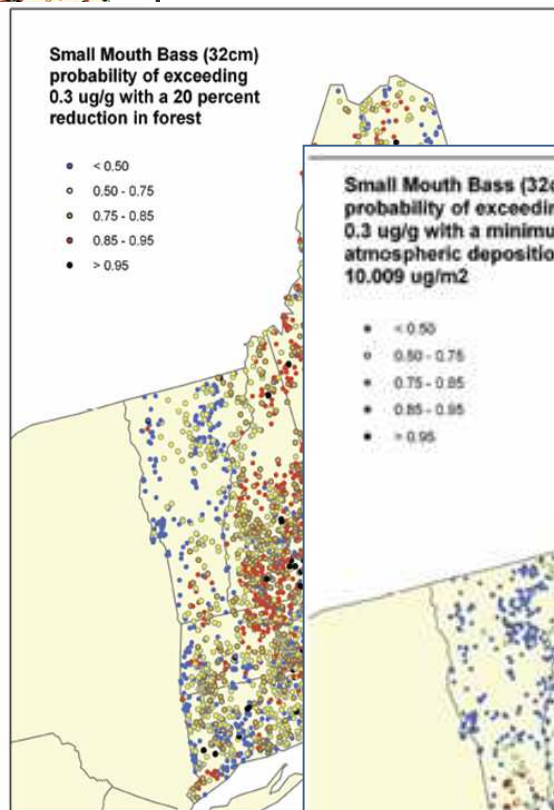 Small Mouth Bass (32cm)
probability of exceeding
0.3 ug/g with a 20 percent
reduction in forest
< 0.50
0.50 - 0.75
0.75 - 0.85
0.85 - 0.95
> 0.95
Small Mouth Bass
probability of
0.3 ug/g with a
atmospheric
10.009 ug/m2
< 0.50
0.50 - 0.75
0.75 - 0.85
0.85 - 0.95
> 0.95